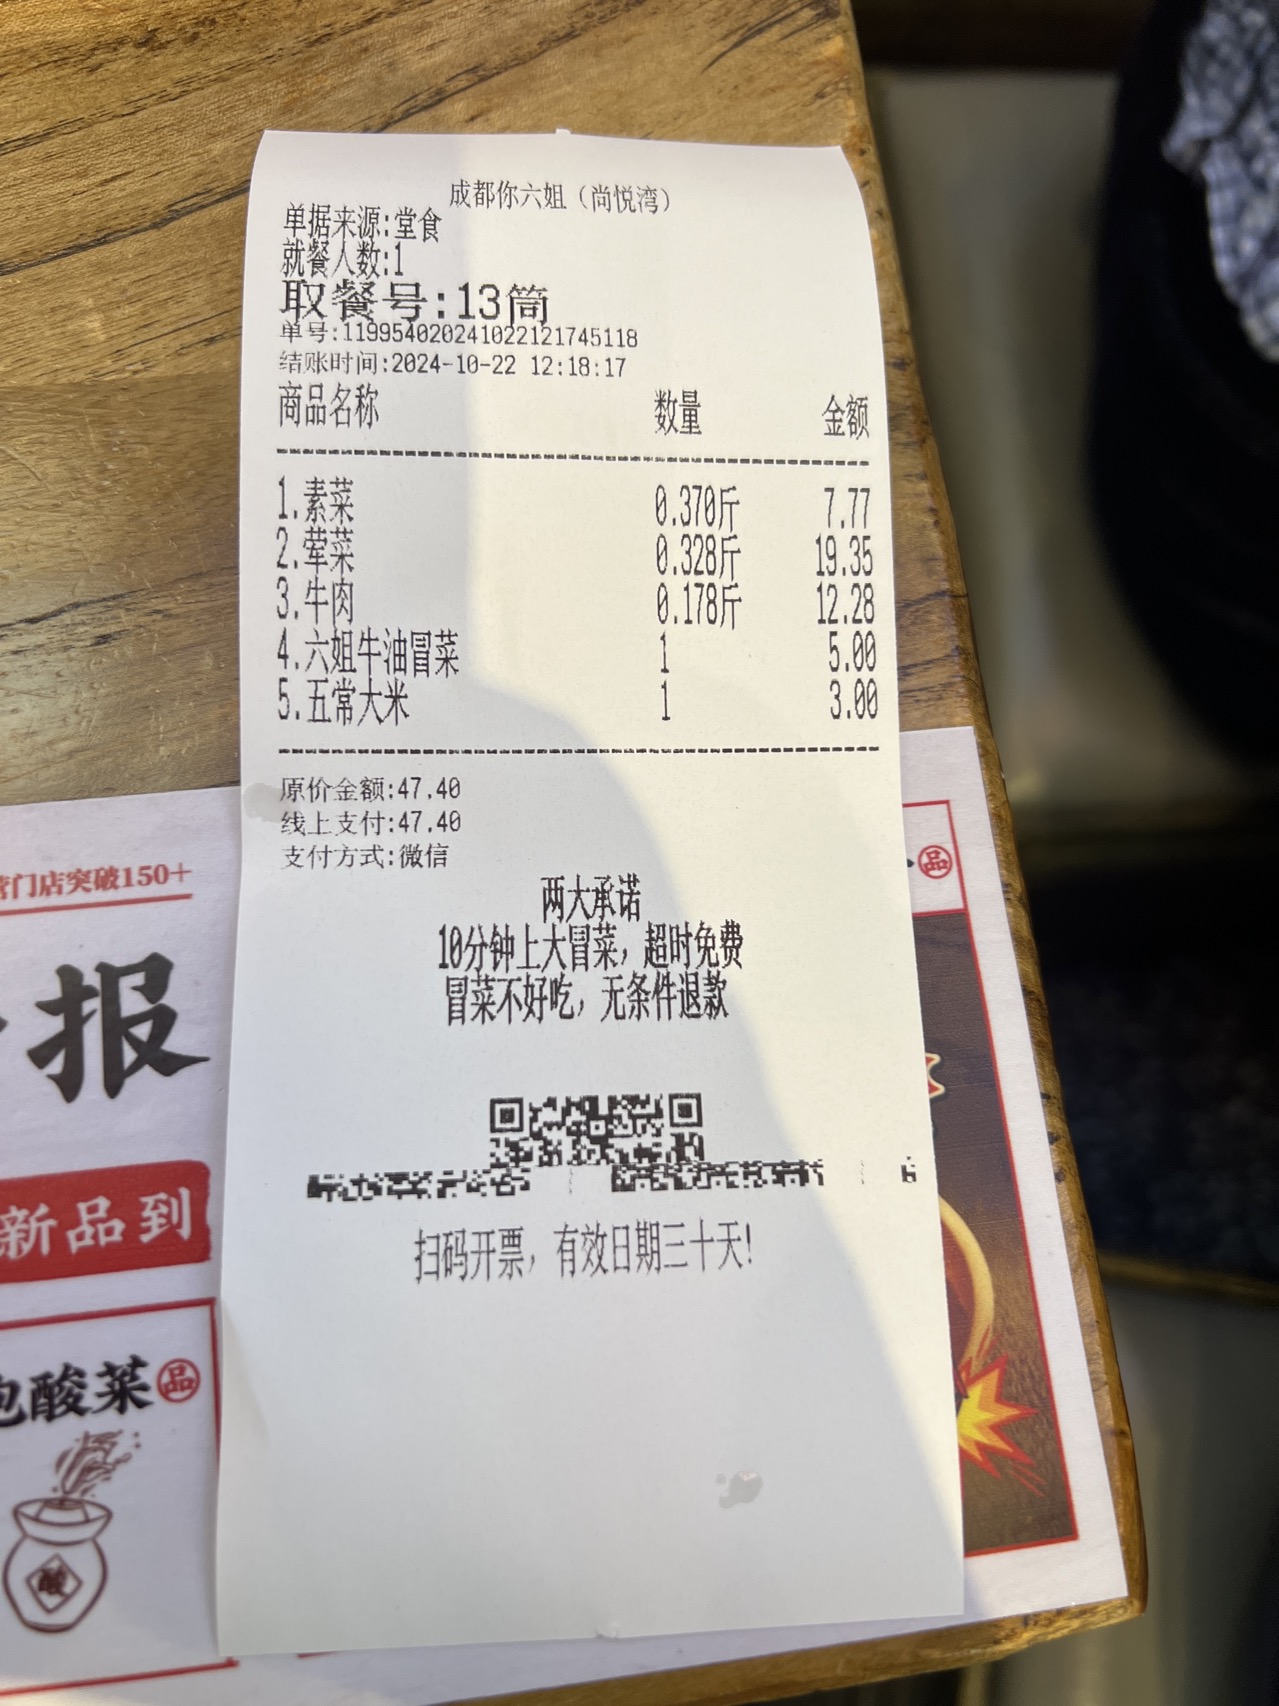 成都你六姐（尚悦湾）
单据来源:堂食
就餐人数:1
取餐号:13筒
单号:119954020241022121745118
结账时间:2024-10-22 12:18:17
商品名称 数量 金额
1.素菜 0.370斤 7.77
2.荤菜 0.328斤 19.35
3.牛肉 0.178斤 12.28
4.六姐牛油冒菜 1 5.00
5.五常大米 1 3.00
原价金额:47.40
线上支付:47.40
支付方式:微信
两大承诺
10分钟上大冒菜，超时免费
冒菜不好吃，无条件退款
扫码开票，有效日期三十天!
门店突破150+
报
新品到
酸菜 品
酸
品